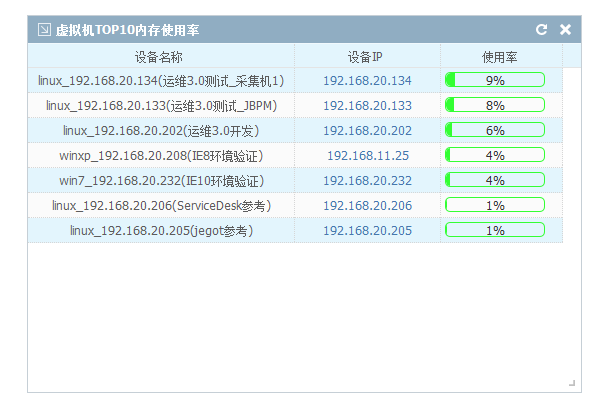 虚拟机TOP10内存使用率
设备名称 设备IP 使用率
linux_192.168.20.134(运维3.0测试_采集机1) 192.168.20.134 9%
linux_192.168.20.133(运维3.0测试_JBPM) 192.168.20.133 8%
linux_192.168.20.202(运维3.0开发) 192.168.20.202 6%
winxp_192.168.20.208(IE8环境验证) 192.168.11.25 4%
win7_192.168.20.232(IE10环境验证) 192.168.20.232 4%
linux_192.168.20.206(ServiceDesk参考) 192.168.20.206 1%
linux_192.168.20.205(jegot参考) 192.168.20.205 1%